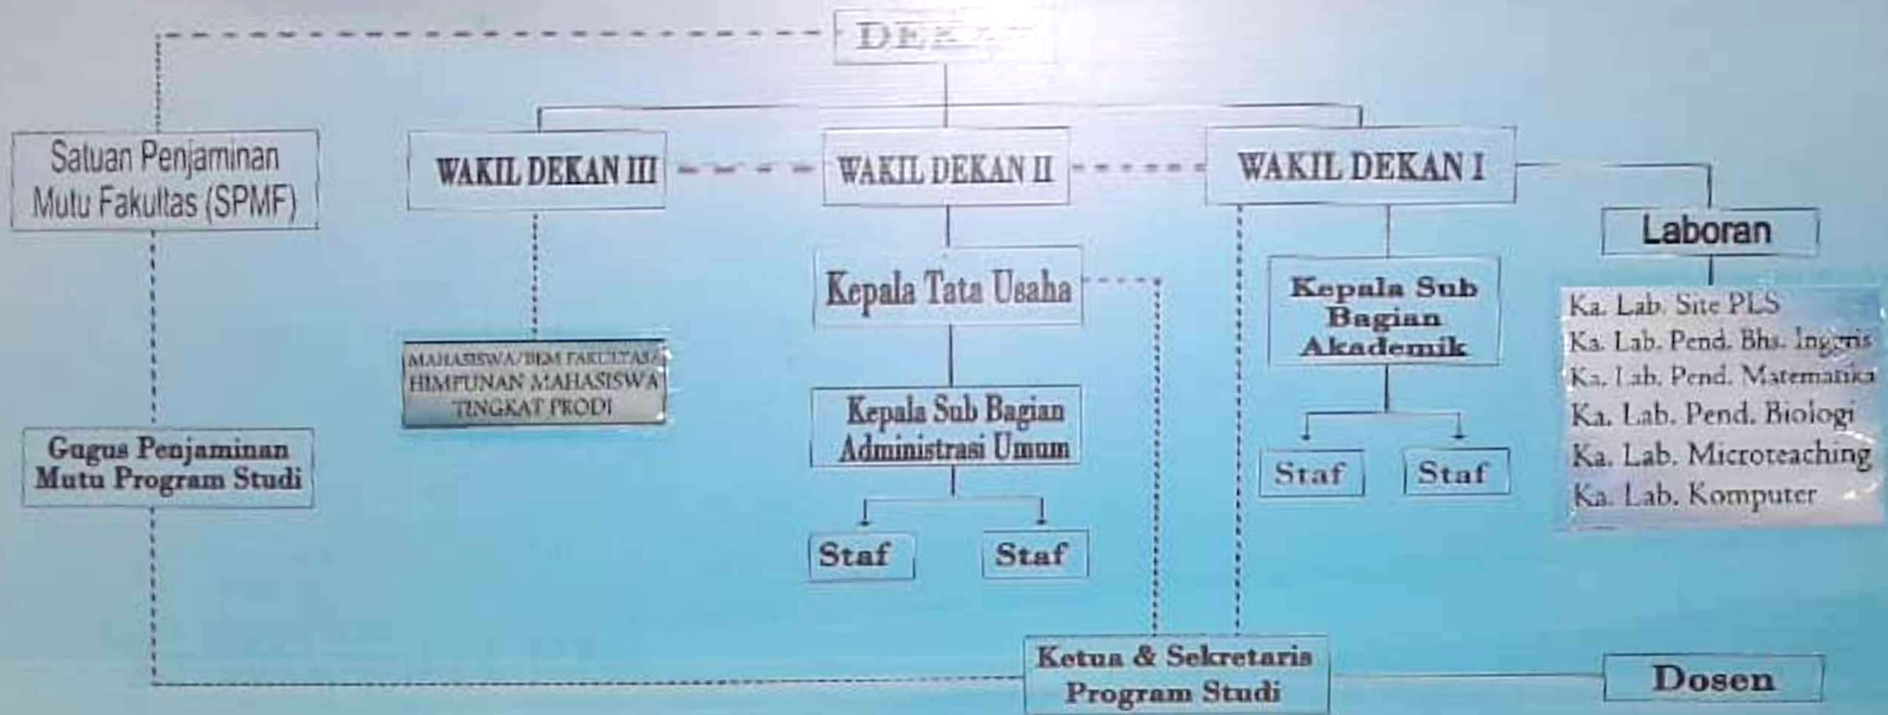 DEKAN
Satuan Penjaminan
Mutu Fakultas (SPMF)
WAKIL DEKAN III
WAKIL DEKAN II
WAKIL DEKAN I
Laboran
Kepala Tata Usaha
Kepala Sub
Bagian
Akademik
Ka. Lab. Site PLS
Ka. Lab. Pend. Bhs. Inggris
Ka. Lab. Pend. Matematika
Ka. Lab. Pend. Biologi
Ka. Lab. Microteaching
Ka. Lab. Komputer
MAHASISWA/BEM FAKULTAS/
HIMPUNAN MAHASISWA
TINGKAT PRODI
Kepala Sub Bagian
Administrasi Umum
Gugus Penjaminan
Mutu Program Studi
Staf
Staf
Staf
Staf
Ketua & Sekretaris
Program Studi
Dosen